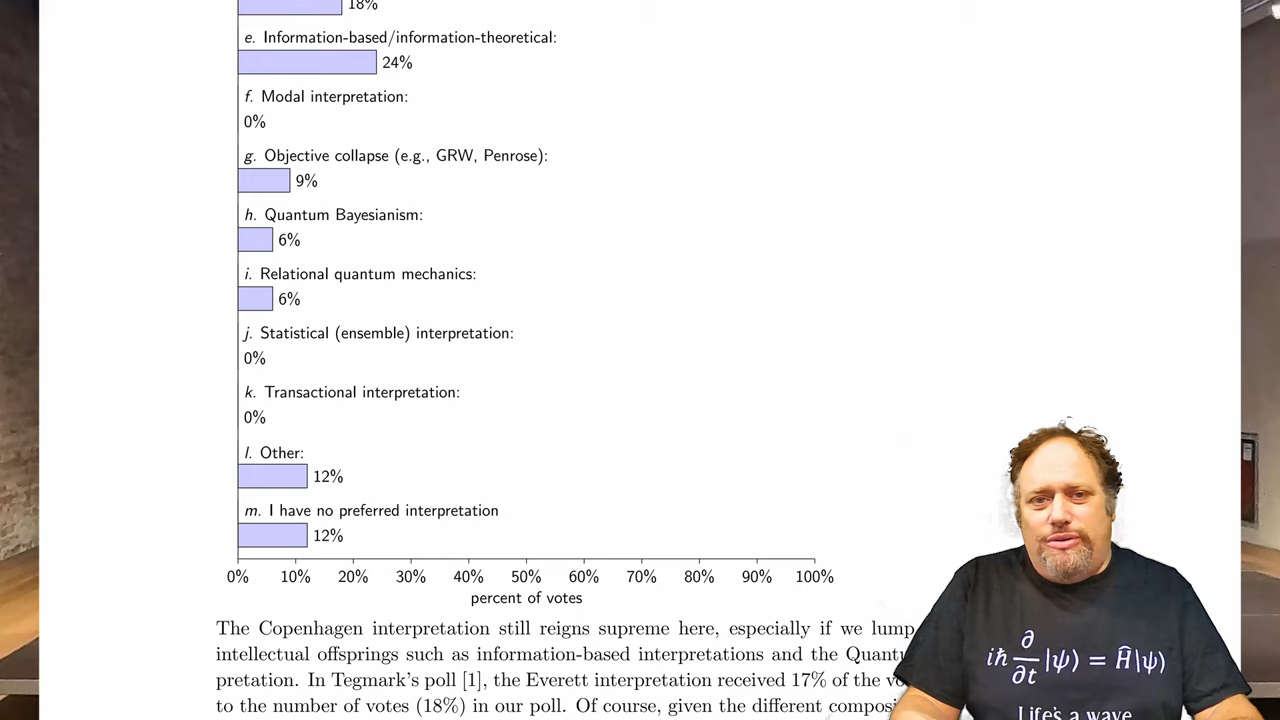 18%
e. Information-based/information-theoretical:
24%
f. Modal interpretation:
0%
g. Objective collapse (e.g., GRW, Penrose):
9%
h. Quantum Bayesianism:
6%
i. Relational quantum mechanics:
6%
j. Statistical (ensemble) interpretation:
0%
k. Transactional interpretation:
0%
l. Other:
12%
m. I have no preferred interpretation
12%
0% 10% 20% 30% 40% 50% 60% 70% 80% 90% 100%
percent of votes
The Copenhagen interpretation still reigns supreme here, especially if we lump
intellectual offsprings such as information-based interpretations and the
pretation. In Tegmark's poll [1], the Everett interpretation received 17% of the
to the number of votes (18%) in our poll. Of course, given the different
iħ ∂/∂t |ψ⟩ = Ĥ|ψ⟩
Life's a wave